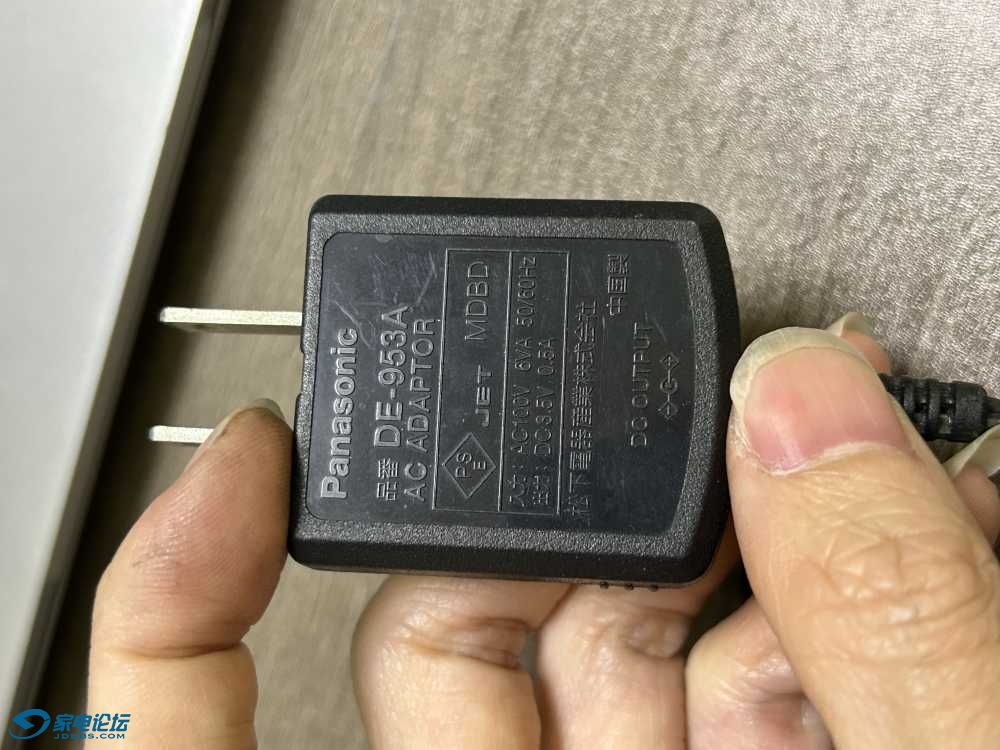 Panasonic
品番 DE-953A
AC ADAPTOR
PS
E
JET MDBD
入力:AC100V 6VA 50/60Hz
出力:DC3.5V 0.5A
松下電器産業株式会社
中国製
DC OUTPUT
家电论坛
JDBBS.COM